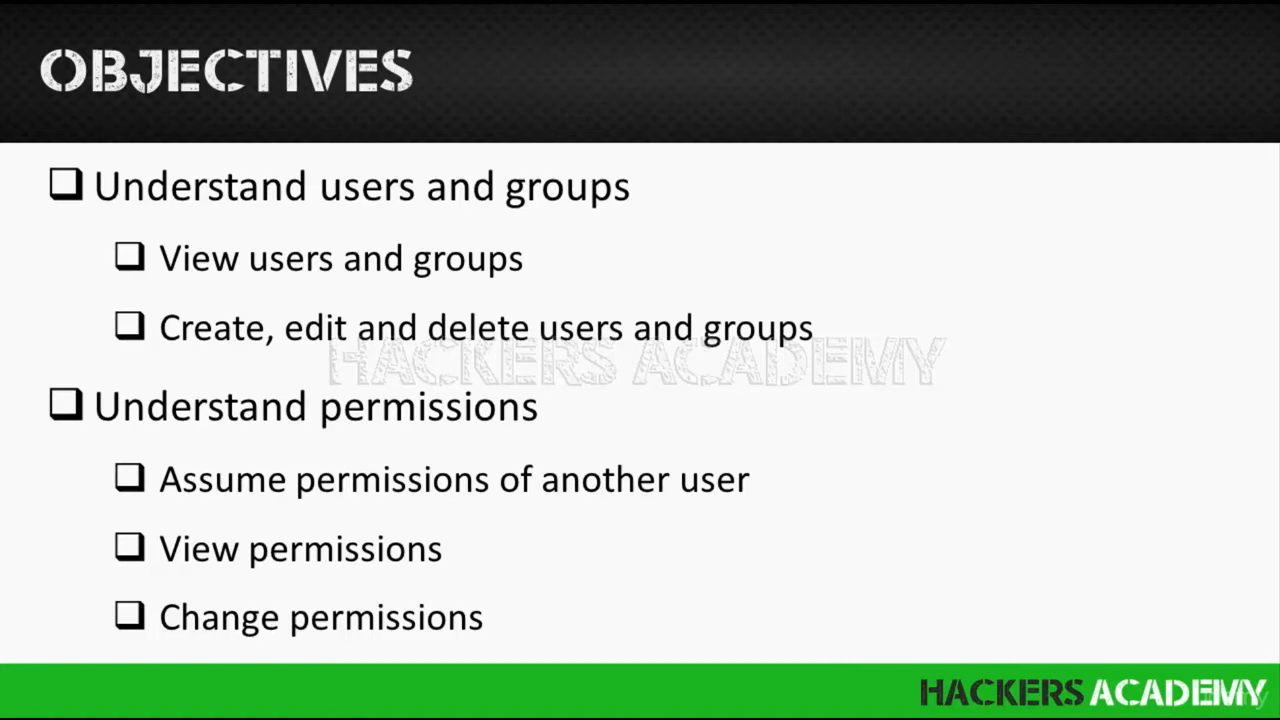 OBJECTIVES
Understand users and groups
View users and groups
Create, edit and delete users and groups
HACKERS ACADEMY
Understand permissions
Assume permissions of another user
View permissions
Change permissions
HACKERS ACADEMY